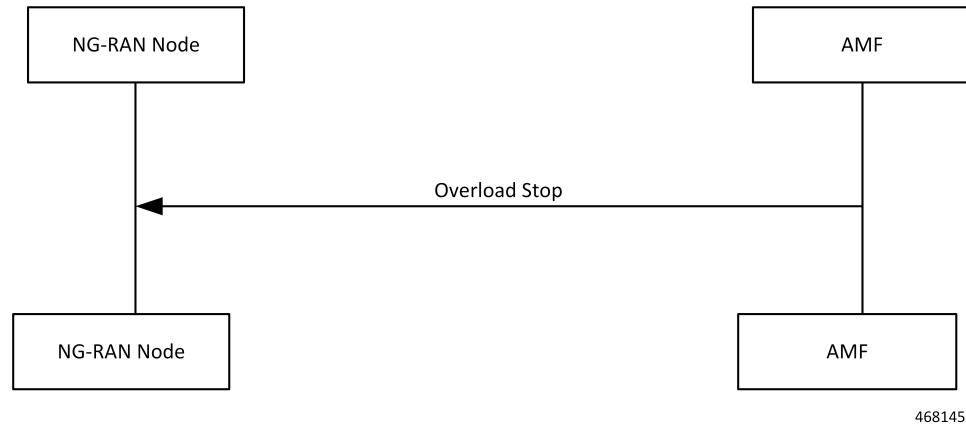 NG-RAN Node
AMF
Overload Stop
NG-RAN Node
AMF
468145